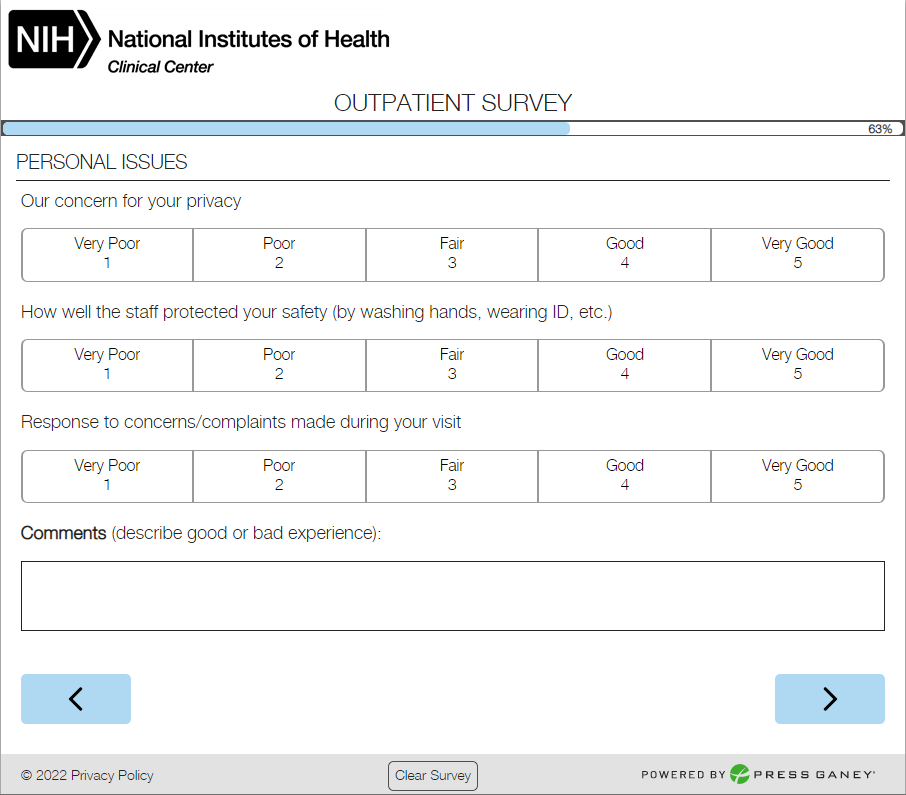 NIH National Institutes of Health
Clinical Center
OUTPATIENT SURVEY
63%
PERSONAL ISSUES
Our concern for your privacy
Very Poor Poor Fair Good Very Good
1 2 3 4 5
How well the staff protected your safety (by washing hands, wearing ID, etc.)
Very Poor Poor Fair Good Very Good
1 2 3 4 5
Response to concerns/complaints made during your visit
Very Poor Poor Fair Good Very Good
1 2 3 4 5
Comments (describe good or bad experience):
© 2022 Privacy Policy Clear Survey POWERED BY PRESS GANEY